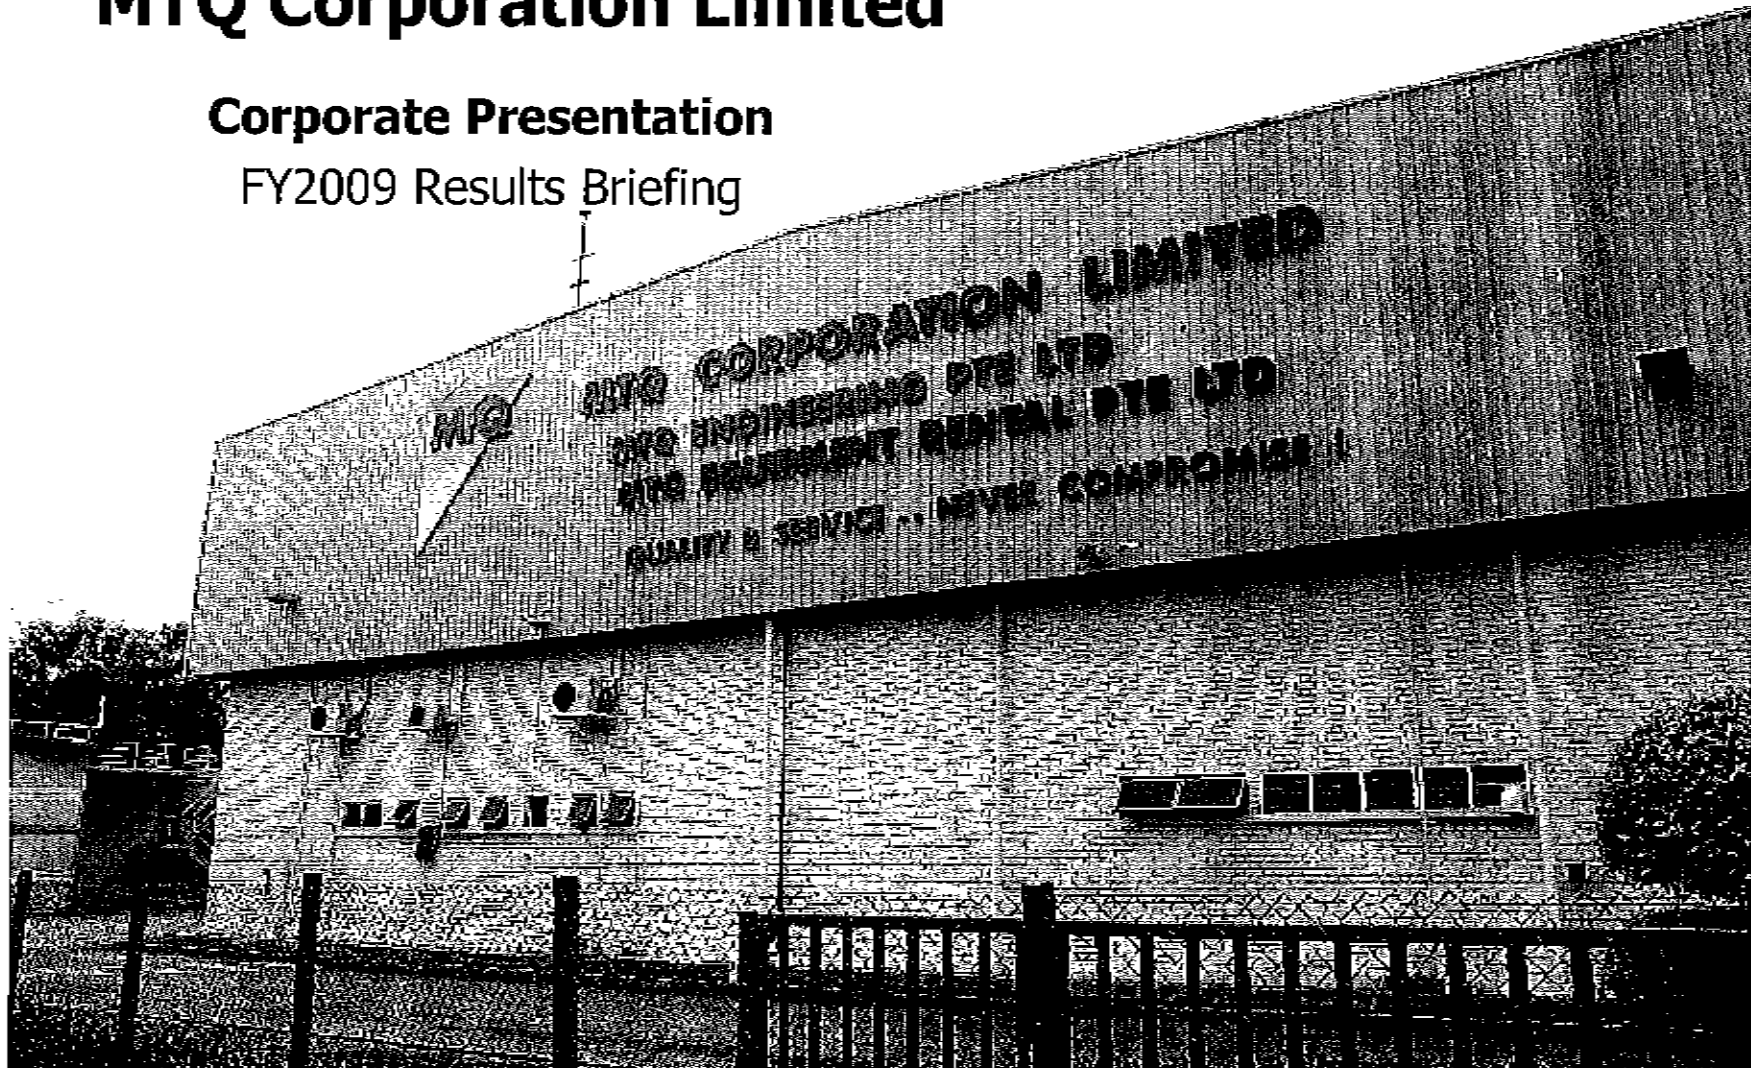 MTQ Corporation Limited
Corporate Presentation
FY2009 Results Briefing
MTQ
MTQ CORPORATION LIMITED
MTQ ENGINEERING PTE LTD
MTQ EQUIPMENT RENTAL PTE LTD
QUALITY & SERVICE .. NEVER COMPROMISE !